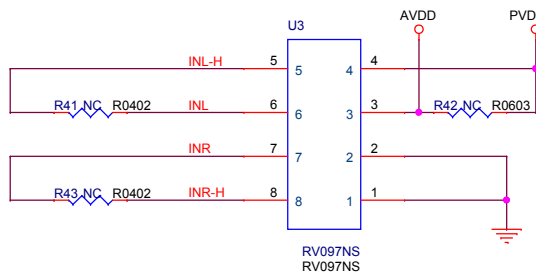 AVDD
PVD
U3
INL-H
5
5
4
4
R41 NC
R0402
INL
6
6
3
3
R42 NC
R0603
INR
7
7
2
2
R43 NC
R0402
INR-H
8
8
1
1
RV097NS
RV097NS